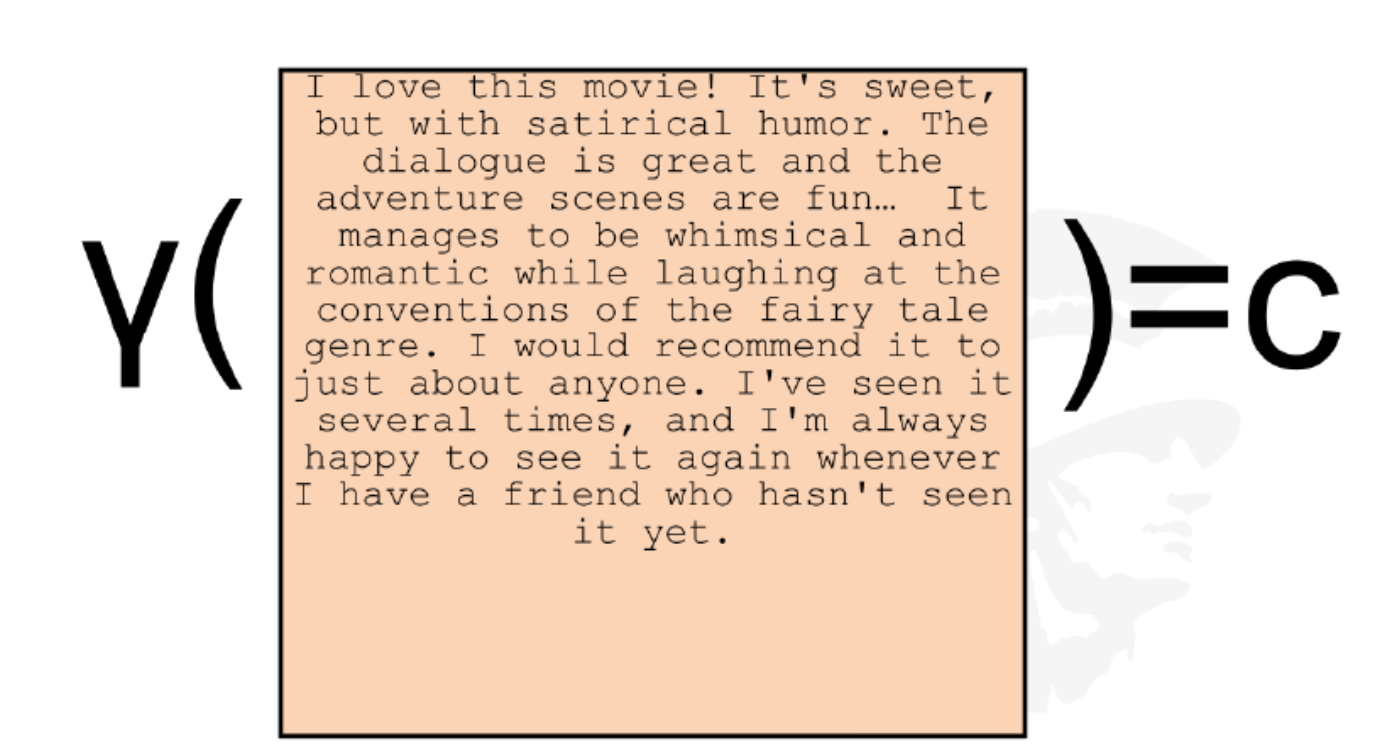 I love this movie! It's sweet,
but with satirical humor. The
dialogue is great and the
adventure scenes are fun… It
manages to be whimsical and
romantic while laughing at the
conventions of the fairy tale
genre. I would recommend it to
just about anyone. I've seen it
several times, and I'm always
happy to see it again whenever
I have a friend who hasn't seen
it yet.
γ( )=c